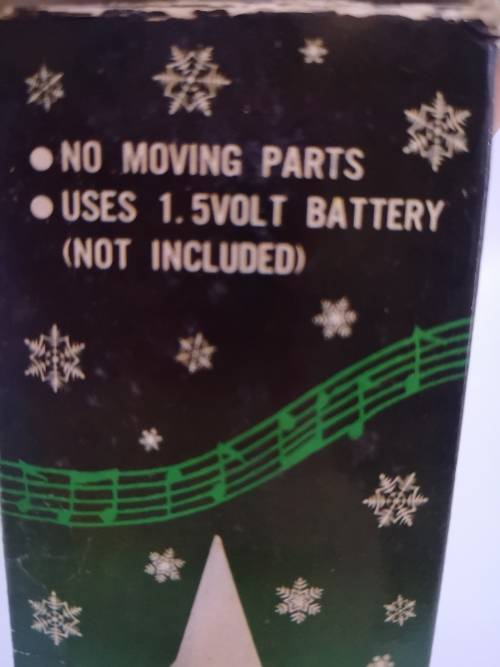 ● NO MOVING PARTS
● USES 1.5VOLT BATTERY
(NOT INCLUDED)